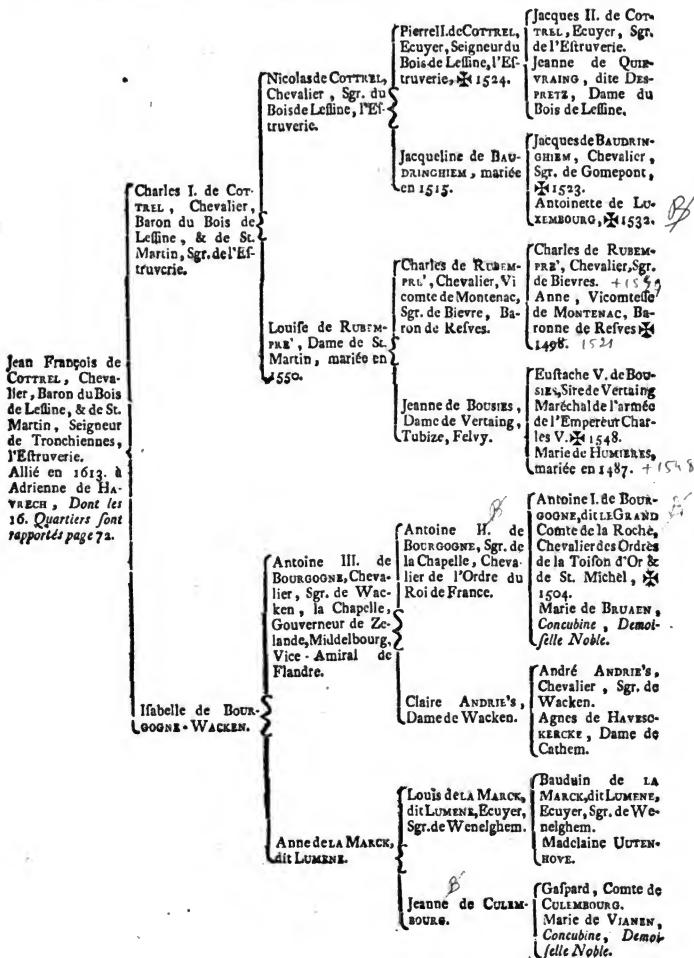 Jean François de
COTTREL, Cheva-
lier, Baron du Bois
de Leſſine, & de St.
Martin, Seigneur
de Tronchiennes,
l'Eſtruverie.
Allié en 1613. à
Adrienne de HA-
VRECH, Dont les
16. Quartiers ſont
rapportés page 72.
Charles I. de COT-
TREL, Chevalier,
Baron du Bois de
Leſſine, & de St.
Martin, Sgr. de l'Eſ-
truverie.
Iſabelle de BOUR-
GOGNE-WACKEN.
Nicolas de COTTREL,
Chevalier, Sgr. du
Bois de Leſſine, l'Eſ-
truverie.
Louiſe de RUBEM-
PRE', Dame de St.
Martin, mariée en
1550.
Antoine III. de
BOURGOGNE, Cheva-
lier, Sgr. de Wac-
ken, la Chapelle,
Gouverneur de Ze-
lande, Middelbourg,
Vice-Amiral de
Flandre.
Anne de LA MARCK,
dit LUMENE.
Pierre II. de COTTREL,
Ecuyer, Seigneur du
Bois de Leſſine, l'Eſ-
truverie, ✠ 1524.
Jacqueline de BAU-
DRINGHIEM, mariée
en 1515.
Charles de RUBEM-
PRE', Chevalier, Vi
comte de Montenac,
Sgr. de Bievre, Ba-
ron de Reſves.
Jeanne de BOUSIES,
Dame de Vertaing,
Tubize, Felvy.
Antoine II. de
BOURGOGNE, Sgr. de
la Chapelle, Cheva-
lier de l'Ordre du
Roi de France.
Claire ANDRIE'S,
Dame de Wacken.
Louis de LA MARCK,
dit LUMENE, Ecuyer,
Sgr. de Wenelghem.
Jeanne de CULEM-
BOURG.
Jacques II. de COT-
TREL, Ecuyer, Sgr.
de l'Eſtruverie.
Jeanne de QUIE-
VRAING, dite DES-
PRETZ, Dame du
Bois de Leſſine.
Jacques de BAUDRIN-
GHIEM, Chevalier,
Sgr. de Gomepont,
✠ 1523.
Antoinette de LU-
XEMBOURG, ✠ 1532.
Charles de RUBEM-
PRE', Chevalier, Sgr.
de Bievres.
Anne, Vicomteſſe
de MONTENAC, Ba-
ronne de Reſves ✠
1498. 1521
Euſtache V. de BOU-
SIES, Sire de Vertaing
Maréchal de l'armée
de l'Empereur Char-
les V. ✠ 1548.
Marie de HUMIERES,
mariée en 1487. +1548
Antoine I. de BOUR-
GOGNE, dit LE GRAND
Comte de la Roche,
Chevalier des Ordres
de la Toiſon d'Or &
de St. Michel, ✠
1504.
Marie de BRUAEN,
Concubine, Demoi-
ſelle Noble.
André ANDRIE'S,
Chevalier, Sgr. de
Wacken.
Agnes de HAVESC-
KERCKE, Dame de
Cathem.
Bauduin de LA
MARCK, dit LUMENE,
Ecuyer, Sgr. de We-
nelghem.
Madelaine UUTEN-
HOVE.
Gaſpard, Comte de
CULEMBOURG.
Marie de VIANEN,
Concubine, Demoi-
ſelle Noble.